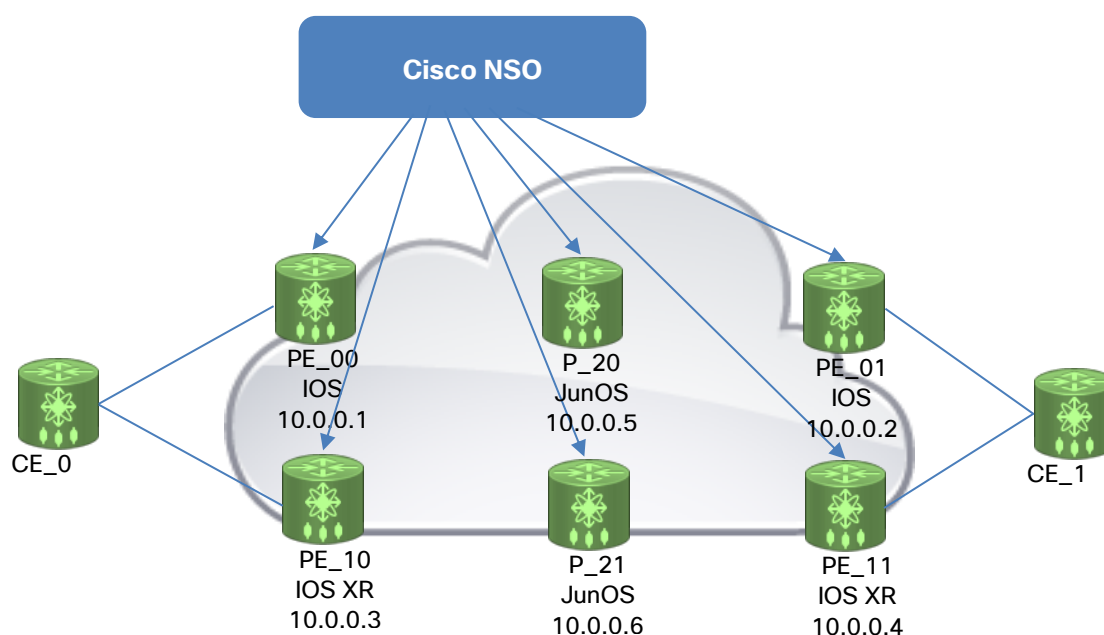 Cisco NSO
PE_00
IOS
10.0.0.1
P_20
JunOS
10.0.0.5
PE_01
IOS
10.0.0.2
CE_0
CE_1
PE_10
IOS XR
10.0.0.3
P_21
JunOS
10.0.0.6
PE_11
IOS XR
10.0.0.4